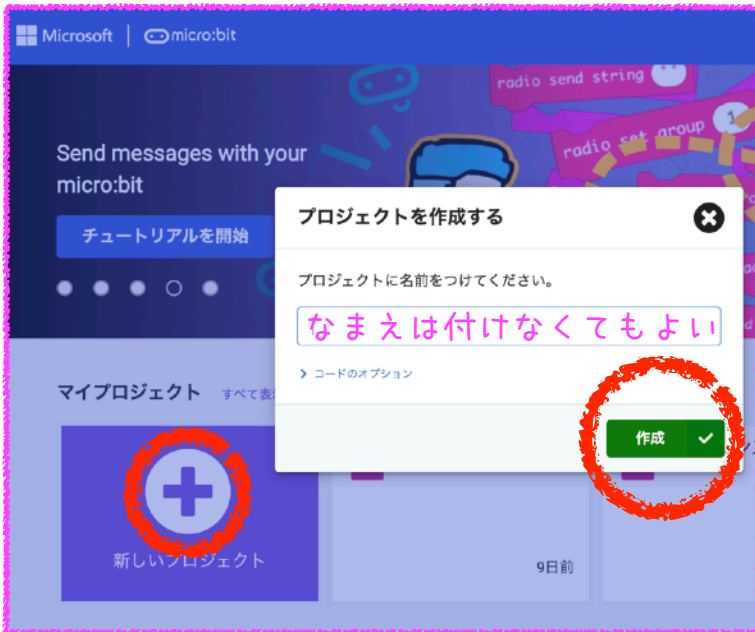 Microsoft | micro:bit
radio send string
radio set group 1
Send messages with your
micro:bit
チュートリアルを開始
プロジェクトを作成する
プロジェクトに名前をつけてください。
なまえは付けなくてもよい
コードのオプション
作成
マイプロジェクト すべて表
新しいプロジェクト
9日前